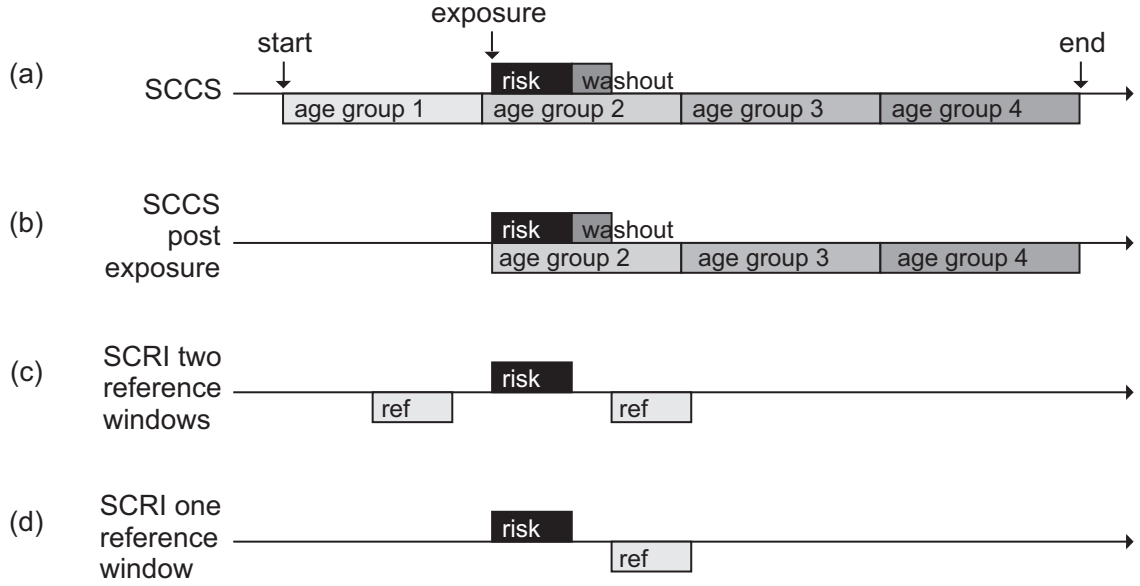 exposure
start
end
(a)
SCCS
risk
washout
age group 1
age group 2
age group 3
age group 4
(b)
SCCS
post
exposure
risk
washout
age group 2
age group 3
age group 4
(c)
SCRI two
reference
windows
risk
ref
ref
(d)
SCRI one
reference
window
risk
ref